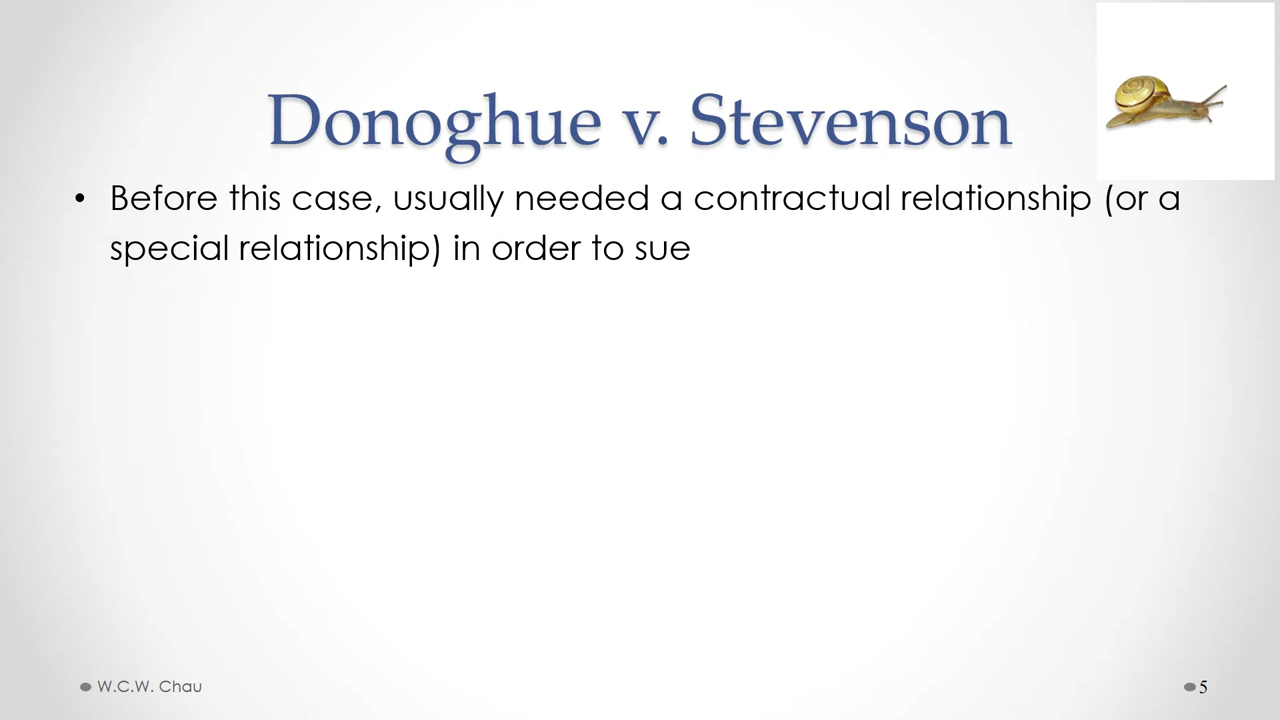 Donoghue v. Stevenson
• Before this case, usually needed a contractual relationship (or a
special relationship) in order to sue
W.C.W. Chau
5